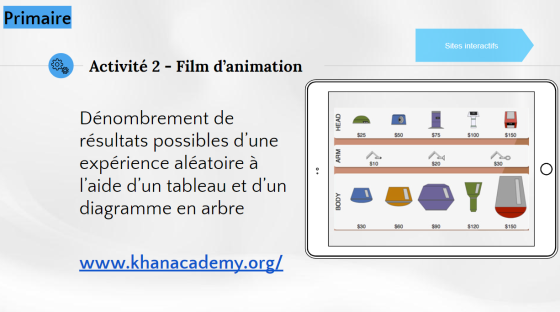 Primaire
Sites interactifs
Activité 2 - Film d'animation
Dénombrement de
résultats possibles d'une
expérience aléatoire à
l'aide d'un tableau et d'un
diagramme en arbre
www.khanacademy.org/
HEAD
$25 $50 $75 $100 $150
ARM
$10 $20 $30
BODY
$30 $60 $90 $120 $150